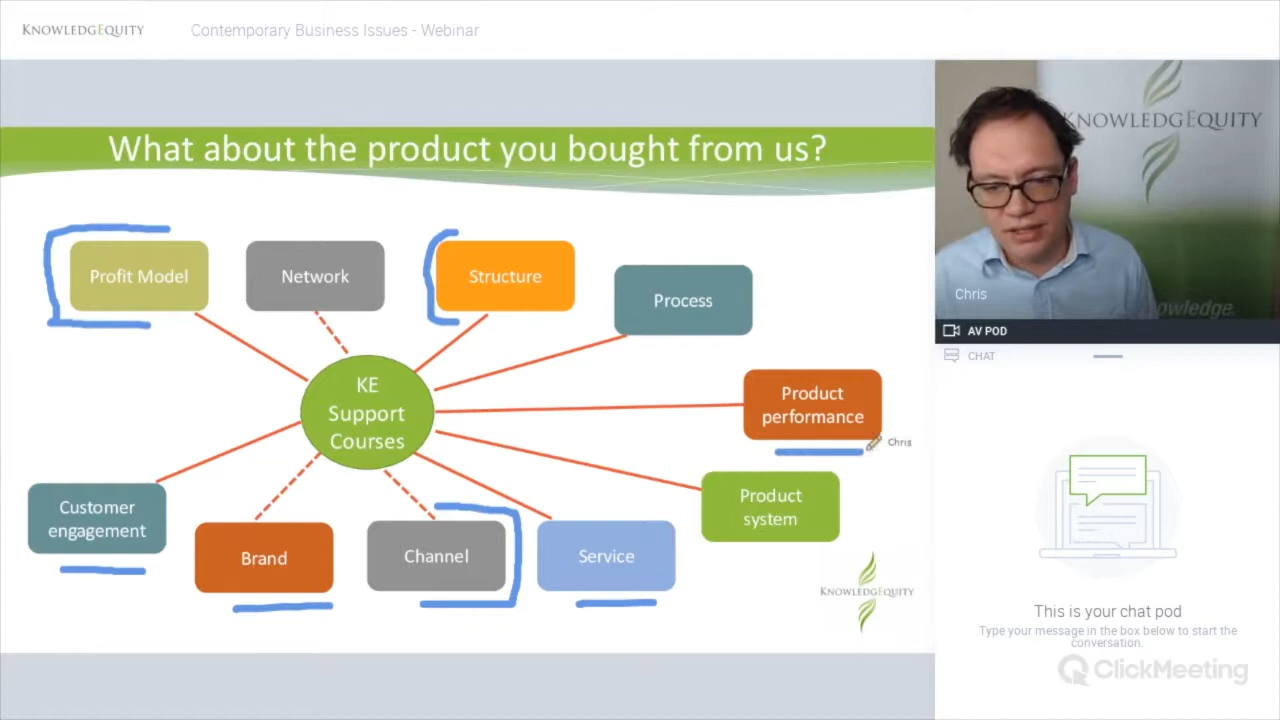 KNOWLEDGEQUITY
Contemporary Business Issues - Webinar
What about the product you bought from us?
Profit Model
Network
Structure
Process
Product
performance
Chris
KE
Support
Courses
Product
system
Customer
engagement
Brand
Channel
Service
KNOWLEDGEQUITY
KNOWLEDGEQUITY
Chris
owledge.
AV POD
CHAT
This is your chat pod
Type your message in the box below to start the
conversation.
ClickMeeting